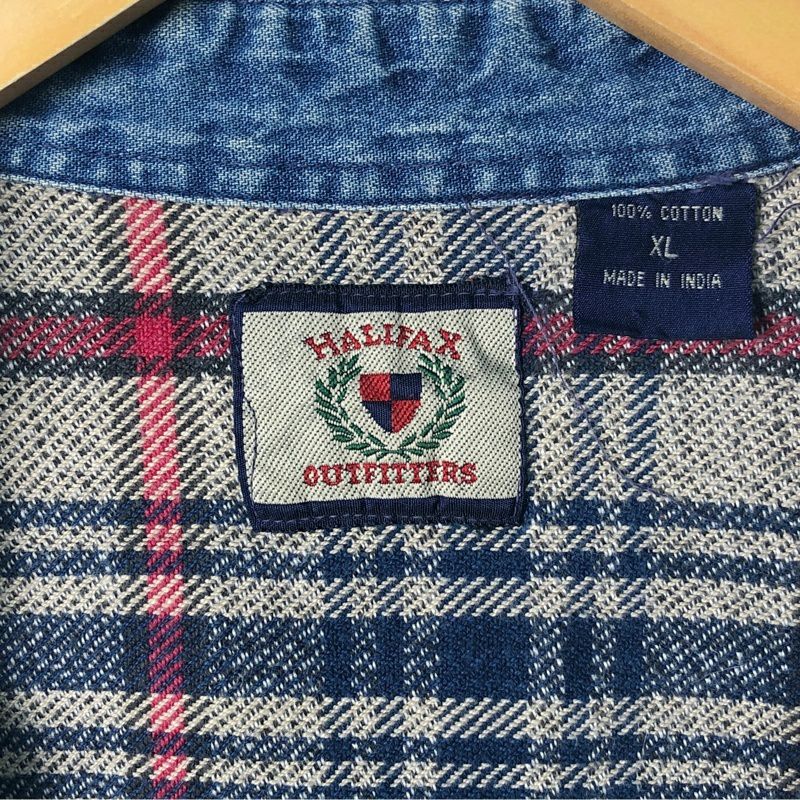 100% COTTON
XL
MADE IN INDIA
HALIFAX
OUTFITTERS